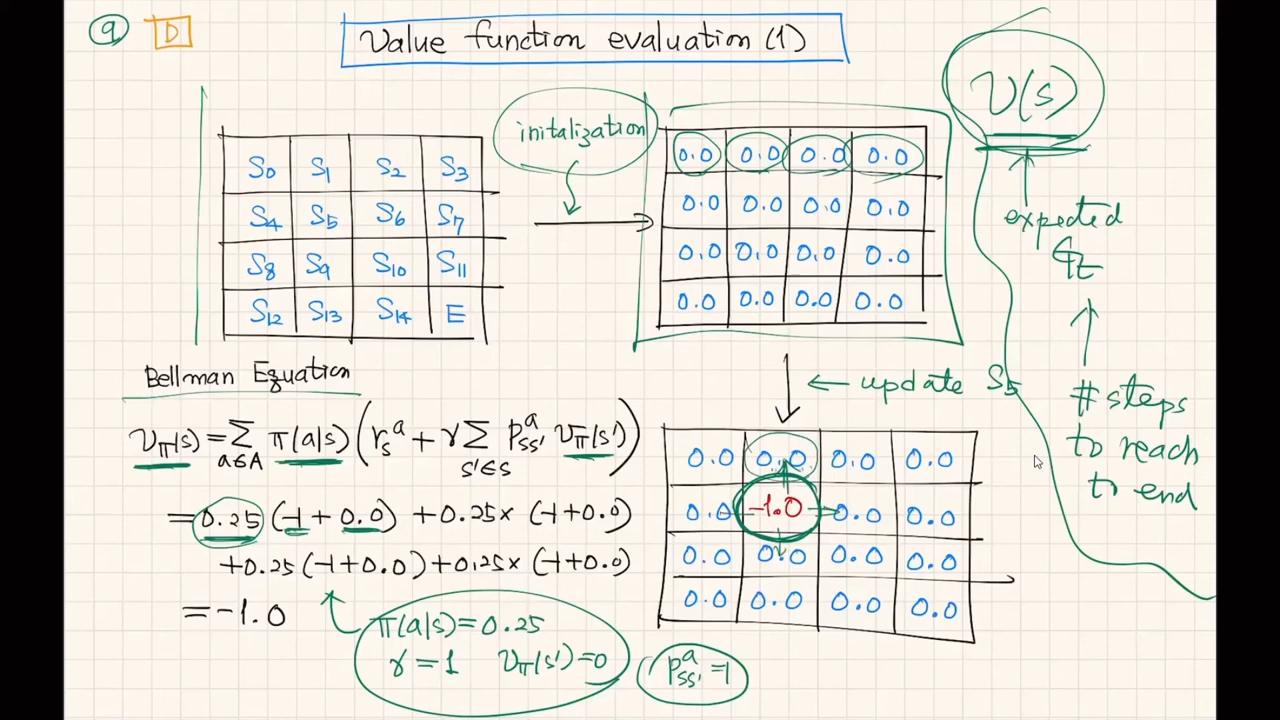 9 D
Value function evaluation (1)
S0 S1 S2 S3
S4 S5 S6 S7
S8 S9 S10 S11
S12 S13 S14 E
initalization
0.0 0.0 0.0 0.0
0.0 0.0 0.0 0.0
0.0 0.0 0.0 0.0
0.0 0.0 0.0 0.0
V(s)
expected
Gt
# steps
to reach
to end
← update S5
Bellman Equation
Vπ(s) = Σa∈A π(a|s) (rs^a + γ Σs'∈S Pss'^a Vπ(s'))
= 0.25 (-1 + 0.0) + 0.25 × (-1 + 0.0)
+ 0.25 (-1 + 0.0) + 0.25 × (-1 + 0.0)
= -1.0
π(a|s) = 0.25
γ = 1 Vπ(s') = 0
Pss'^a = 1
0.0 0.0 0.0 0.0
0.0 -1.0 0.0 0.0
0.0 0.0 0.0 0.0
0.0 0.0 0.0 0.0